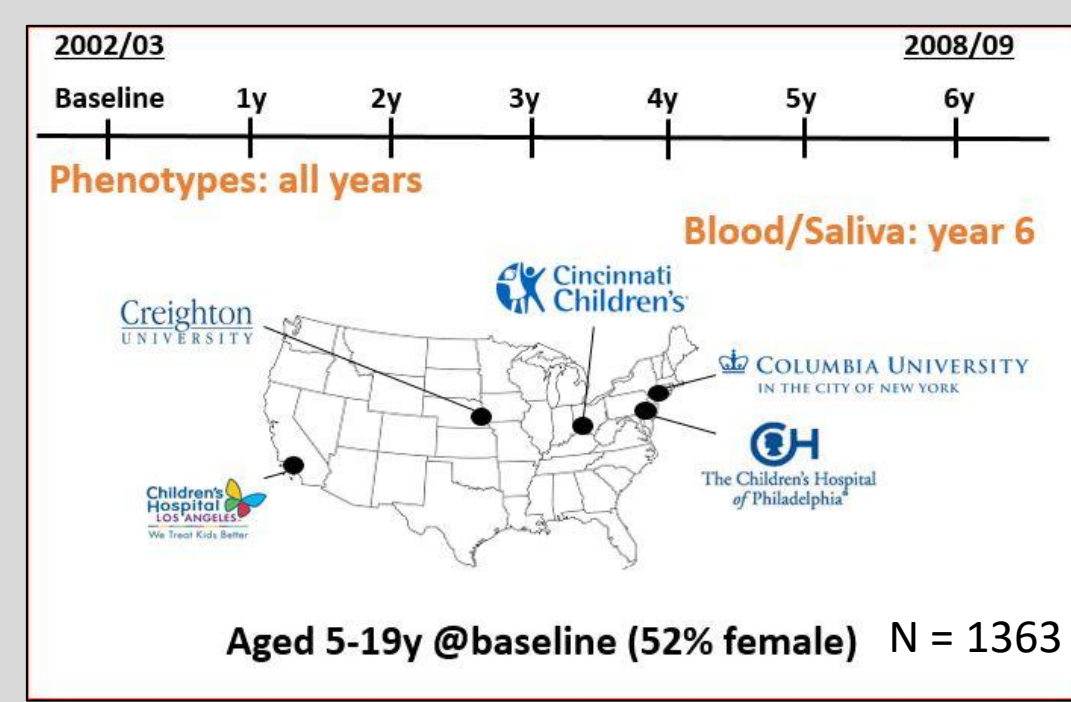 2002/03 2008/09
Baseline 1y 2y 3y 4y 5y 6y
Phenotypes: all years
Blood/Saliva: year 6
Cincinnati
Children's
Creighton
UNIVERSITY
COLUMBIA UNIVERSITY
IN THE CITY OF NEW YORK
CH
The Children's Hospital
of Philadelphia
Children's
Hospital
LOS ANGELES
We Treat Kids Better
Aged 5-19y @baseline (52% female) N = 1363